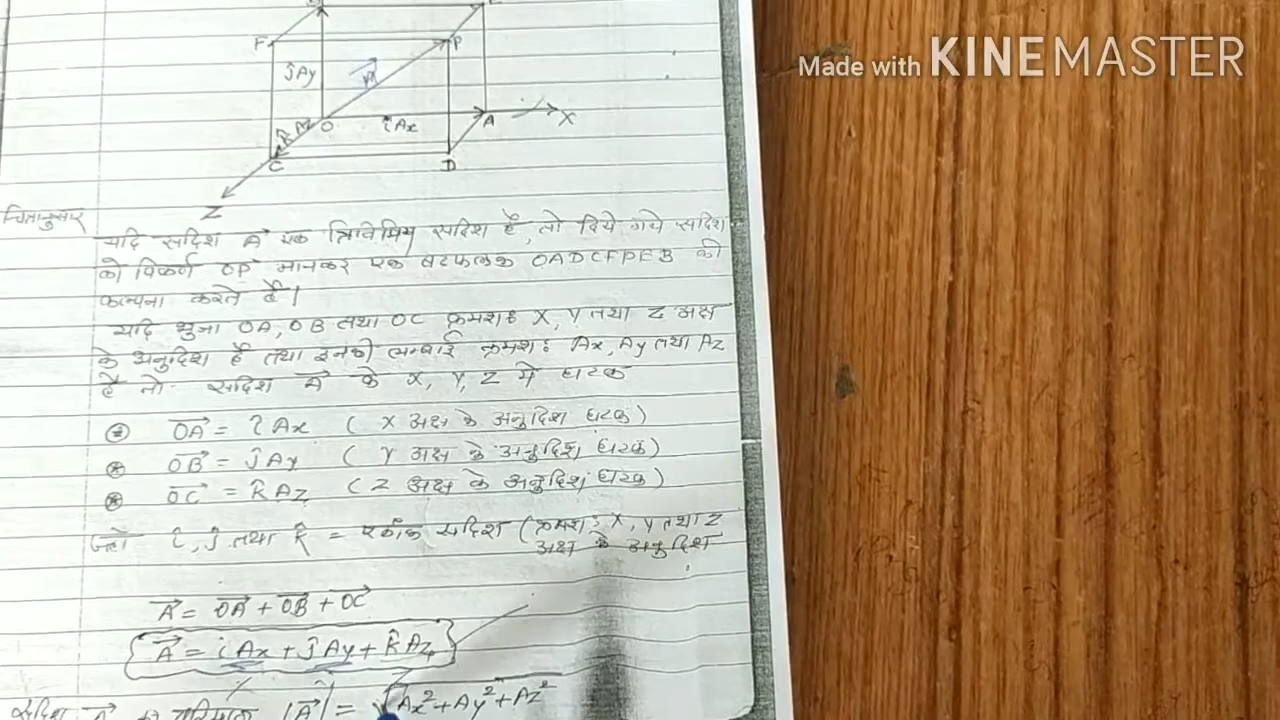 Made with KINEMASTER
F
P
ĵAy
A
O
îAx
A
X
k̂Az
C
D
Z
चित्रानुसार
यदि सदिश A एक त्रिविमीय सदिश है, तो दिये गये सदिश
को विकर्ण OP मानकर एक षटफलक OADCFPEB की
कल्पना करते है।
यदि भुजा OA, OB तथा OC क्रमशः X, Y तथा Z अक्ष
के अनुदिश है तथा इनकी लम्बाई क्रमशः Ax, Ay तथा Az
है तो सदिश A⃗ के X, Y, Z में घटक
OA⃗ = îAx ( X अक्ष के अनुदिश घटक)
OB⃗ = ĵAy ( Y अक्ष के अनुदिश घटक)
OC⃗ = k̂Az ( Z अक्ष के अनुदिश घटक)
जहाँ î, ĵ तथा k̂ = एकांक सदिश (क्रमशः X, Y तथा Z
अक्ष के अनुदिश
A⃗ = OA⃗ + OB⃗ + OC⃗
A⃗ = îAx + ĵAy + k̂Az
सदिश A⃗ का परिमाण |A⃗| = √Ax²+Ay²+Az²